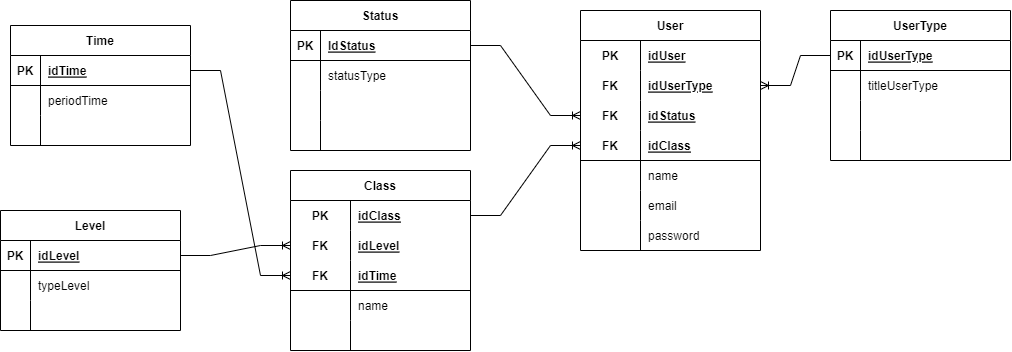 Time
PK idTime
periodTime
Status
PK IdStatus
statusType
User
PK idUser
FK idUserType
FK idStatus
FK idClass
name
email
password
UserType
PK idUserType
titleUserType
Level
PK idLevel
typeLevel
Class
PK idClass
FK idLevel
FK idTime
name